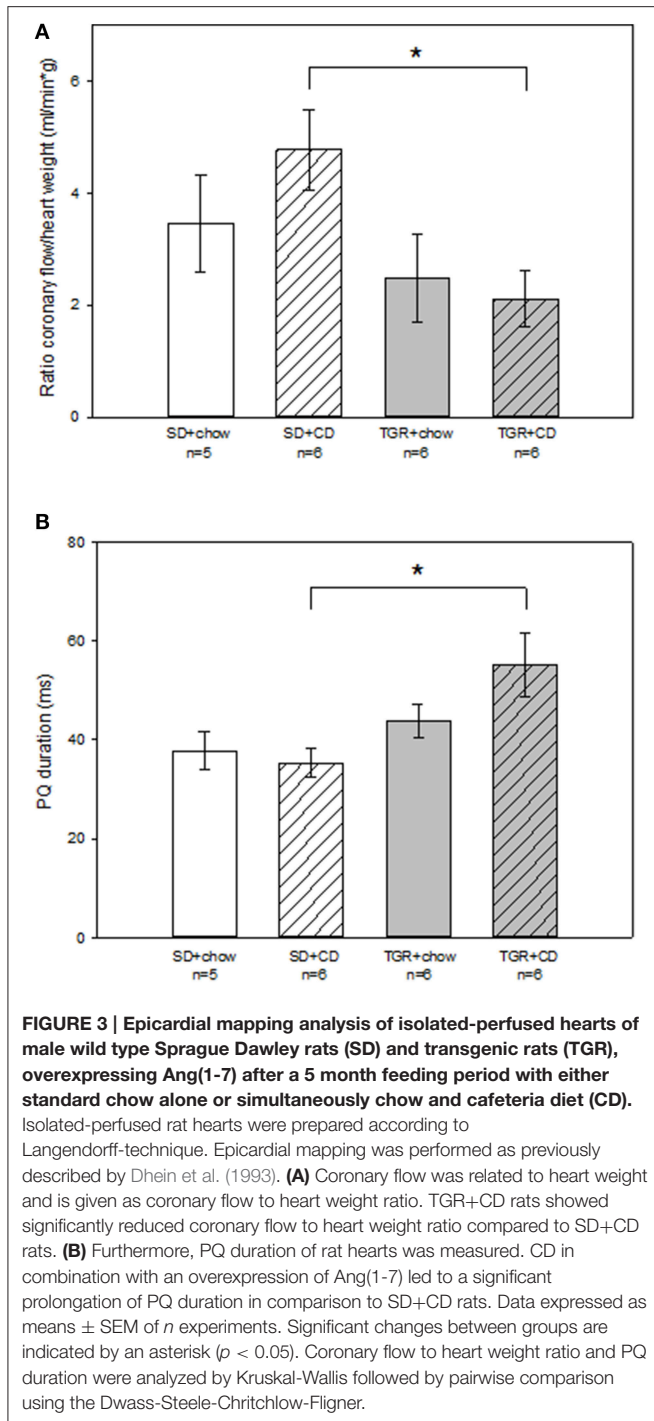 A
Ratio coronary flow/heart weight (ml/min*g)
6
4
2
0
*
SD+chow SD+CD TGR+chow TGR+CD
n=5 n=6 n=6 n=6
B
PQ duration (ms)
80
60
40
20
0
*
SD+chow SD+CD TGR+chow TGR+CD
n=5 n=6 n=6 n=6
FIGURE 3 | Epicardial mapping analysis of isolated-perfused hearts of
male wild type Sprague Dawley rats (SD) and transgenic rats (TGR),
overexpressing Ang(1-7) after a 5 month feeding period with either
standard chow alone or simultaneously chow and cafeteria diet (CD).
Isolated-perfused rat hearts were prepared according to
Langendorff-technique. Epicardial mapping was performed as previously
described by Dhein et al. (1993). (A) Coronary flow was related to heart weight
and is given as coronary flow to heart weight ratio. TGR+CD rats showed
significantly reduced coronary flow to heart weight ratio compared to SD+CD
rats. (B) Furthermore, PQ duration of rat hearts was measured. CD in
combination with an overexpression of Ang(1-7) led to a significant
prolongation of PQ duration in comparison to SD+CD rats. Data expressed as
means ± SEM of n experiments. Significant changes between groups are
indicated by an asterisk (p < 0.05). Coronary flow to heart weight ratio and PQ
duration were analyzed by Kruskal-Wallis followed by pairwise comparison
using the Dwass-Steele-Chritchlow-Fligner.